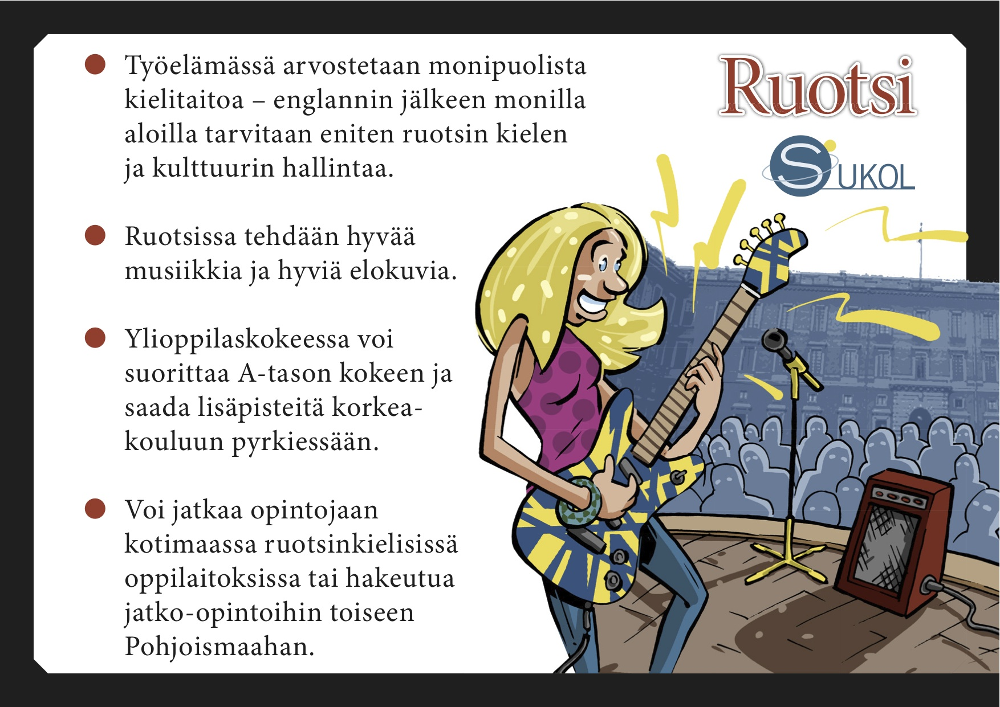 ● Työelämässä arvostetaan monipuolista
kielitaitoa – englannin jälkeen monilla
aloilla tarvitaan eniten ruotsin kielen
ja kulttuurin hallintaa.
● Ruotsissa tehdään hyvää
musiikkia ja hyviä elokuvia.
● Ylioppilaskokeessa voi
suorittaa A-tason kokeen ja
saada lisäpisteitä korkea-
kouluun pyrkiessään.
● Voi jatkaa opintojaan
kotimaassa ruotsinkielisissä
oppilaitoksissa tai hakeutua
jatko-opintoihin toiseen
Pohjoismaahan.
Ruotsi
SUKOL